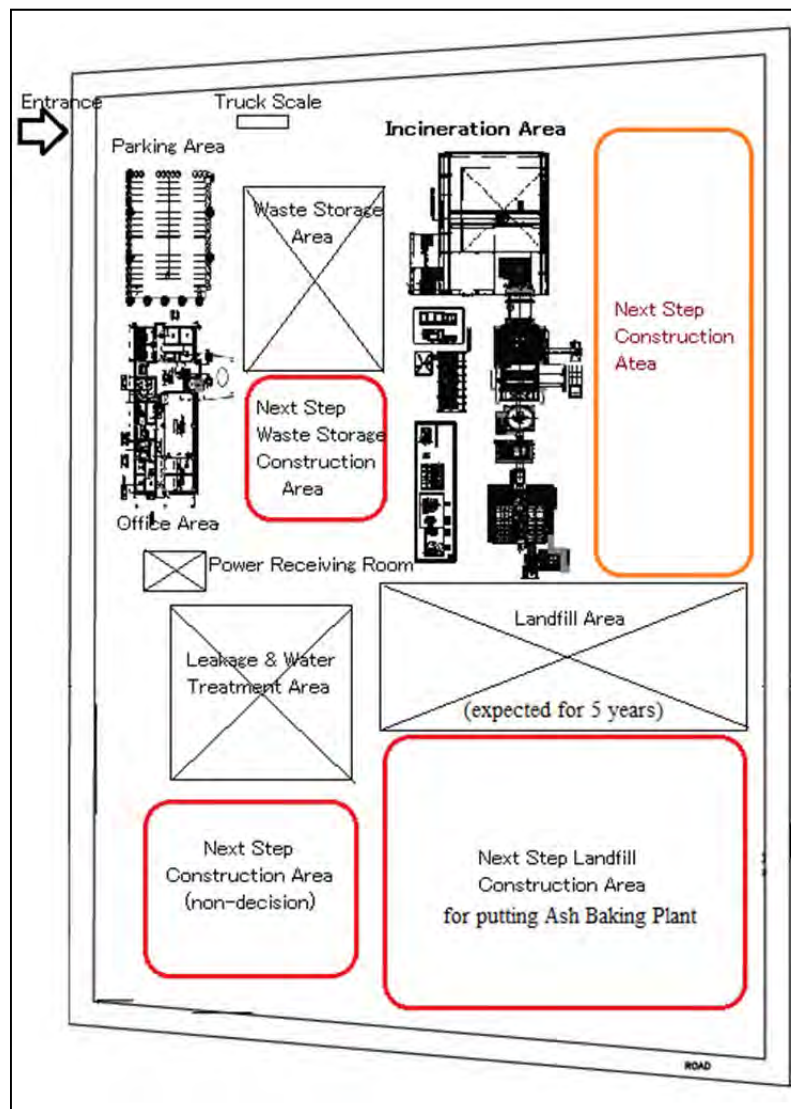 Entrance
Truck Scale
Parking Area
Incineration Area
Waste Storage
Area
Next Step
Construction
Atea
Next Step
Waste Storage
Construction
Area
Office Area
Power Receiving Room
Landfill Area
(expected for 5 years)
Leakage & Water
Treatment Area
Next Step
Construction Area
(non-decision)
Next Step Landfill
Construction Area
for putting Ash Baking Plant
ROAD